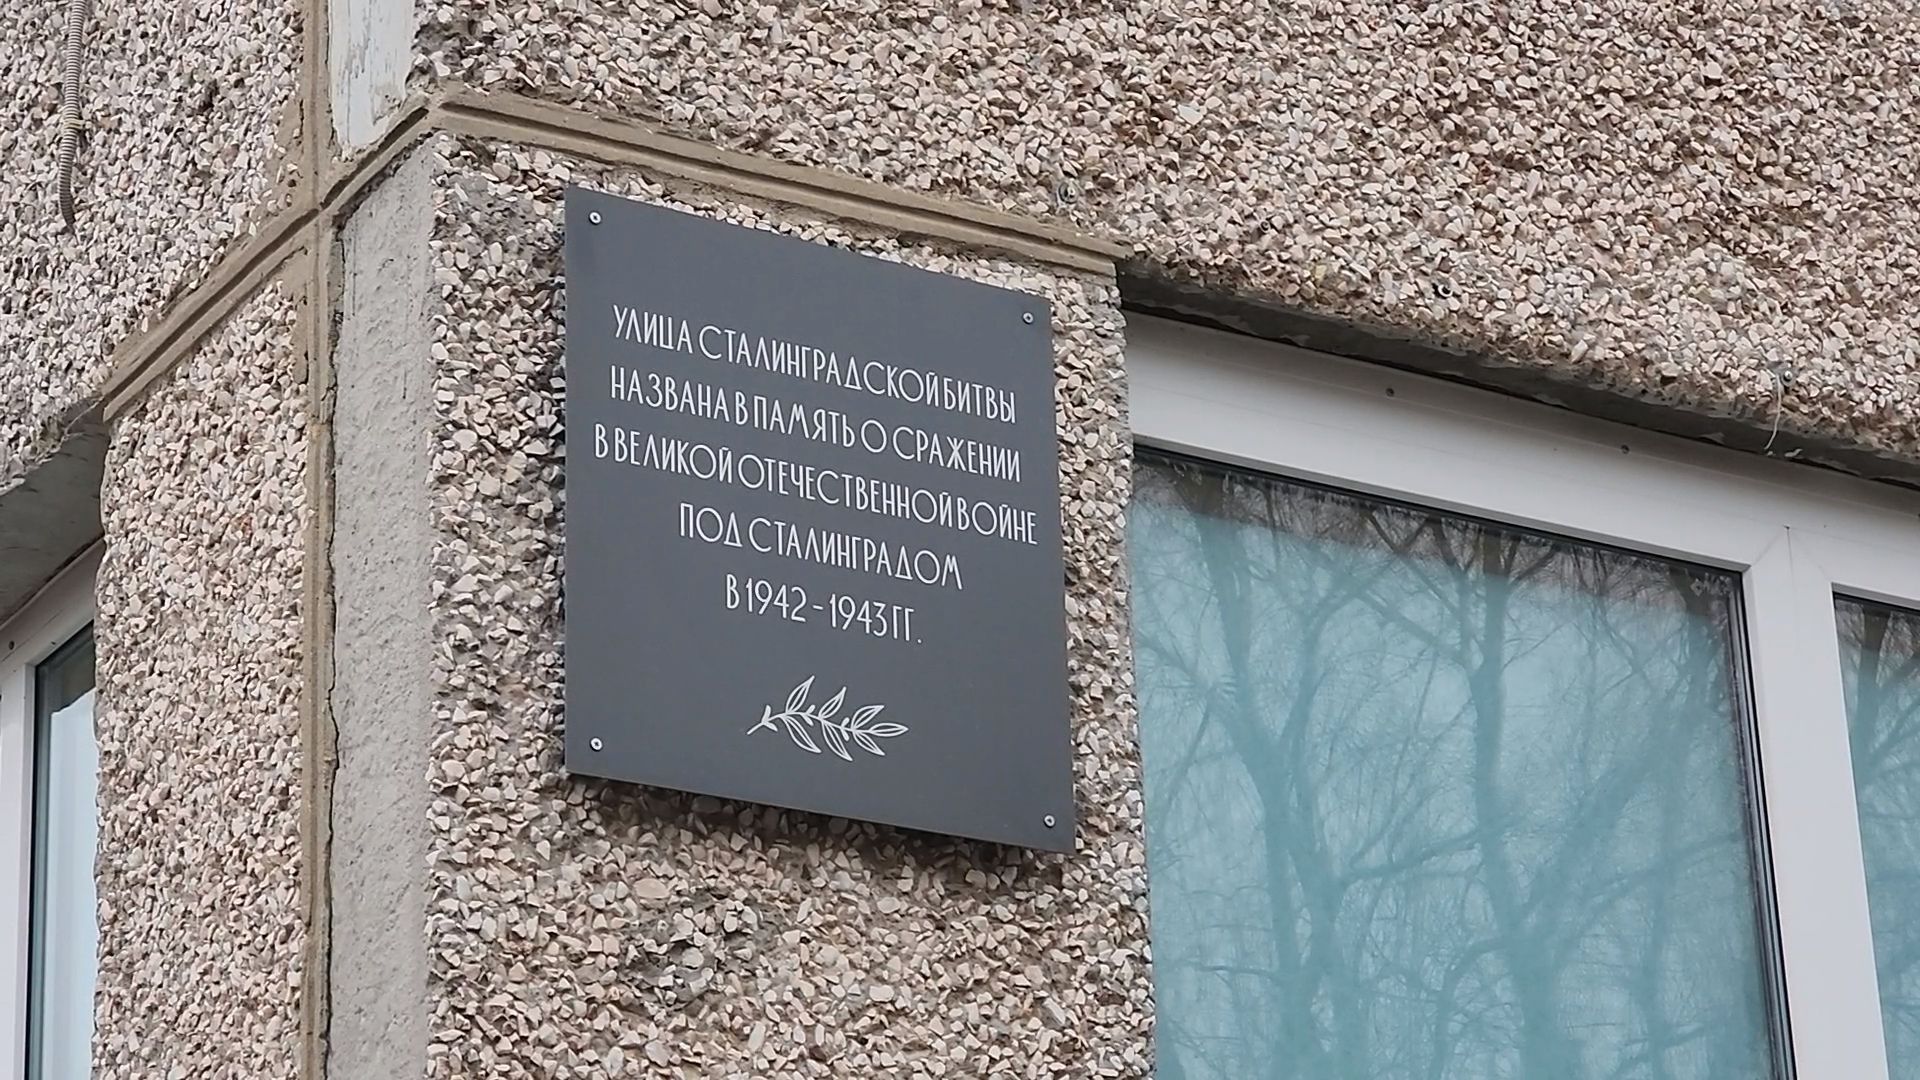 УЛИЦА СТАЛИНГРАДСКОЙ БИТВЫ
НАЗВАНА В ПАМЯТЬ О СРАЖЕНИИ
В ВЕЛИКОЙ ОТЕЧЕСТВЕННОЙ ВОЙНЕ
ПОД СТАЛИНГРАДОМ
В 1942 - 1943 ГГ.